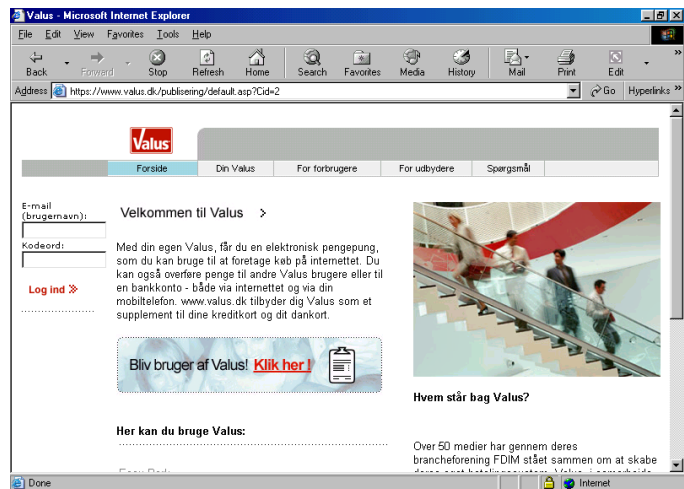 Valus - Microsoft Internet Explorer
File Edit View Favorites Tools Help
Back Forward Stop Refresh Home Search Favorites Media History Mail Print Edit »
Address https://www.valus.dk/publisering/default.asp?Cid=2 Go Hyperlinks »
Valus
Forside Din Valus For forbrugere For udbydere Spørgsmål
E-mail
(brugernavn):
Kodeord:
Log ind »
Velkommen til Valus >
Med din egen Valus, får du en elektronisk pengepung,
som du kan bruge til at foretage køb på internettet. Du
kan også overføre penge til andre Valus brugere eller til
en bankkonto - både via internettet og via din
mobiltelefon. www.valus.dk tilbyder dig Valus som et
supplement til dine kreditkort og dit dankort.
Bliv bruger af Valus! Klik her !
Her kan du bruge Valus:
Hvem står bag Valus?
Over 50 medier har gennem deres
brancheforening FDIM stået sammen om at skabe
Done Internet